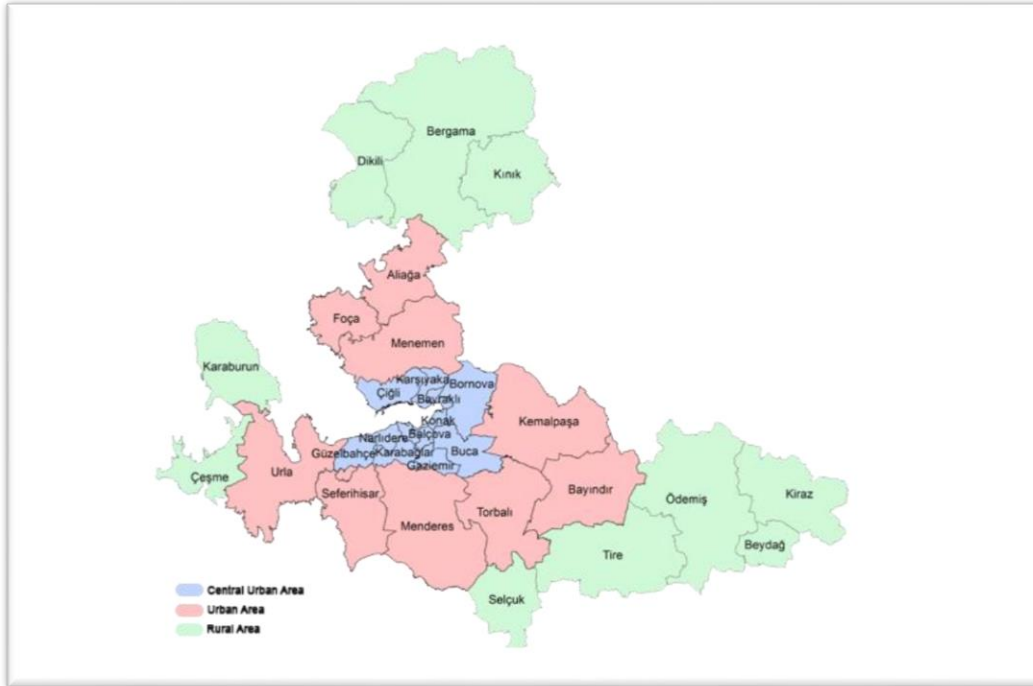 Bergama
Dikili
Kınık
Aliağa
Foça
Menemen
Karaburun
Karşıyaka
Bornova
Çiğli
Bayraklı
Konak
Kemalpaşa
Narlıdere
Balçova
Güzelbahçe
Karabağlar
Buca
Gaziemir
Urla
Çeşme
Seferihisar
Bayındır
Ödemiş
Kiraz
Menderes
Torbalı
Tire
Beydağ
Selçuk
Central Urban Area
Urban Area
Rural Area